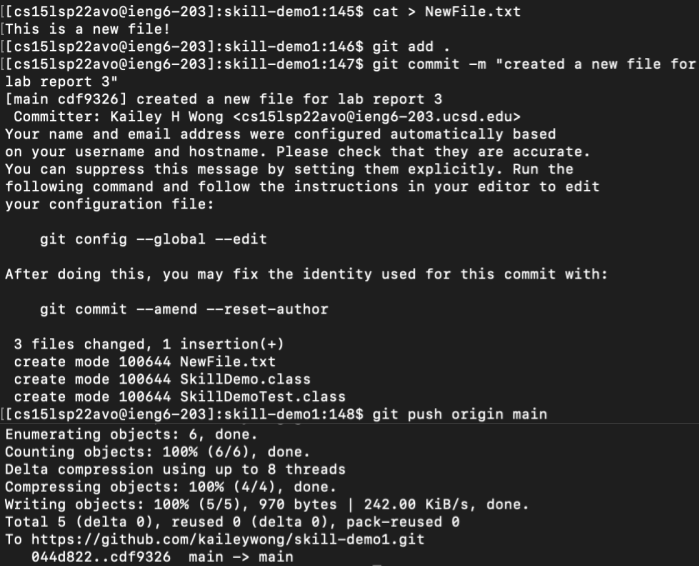 [[cs15lsp22avo@ieng6-203]:skill-demo1:145$ cat > NewFile.txt
[This is a new file!
[[cs15lsp22avo@ieng6-203]:skill-demo1:146$ git add .
[[cs15lsp22avo@ieng6-203]:skill-demo1:147$ git commit -m "created a new file for
lab report 3"
[main cdf9326] created a new file for lab report 3
 Committer: Kailey H Wong <cs15lsp22avo@ieng6-203.ucsd.edu>
Your name and email address were configured automatically based
on your username and hostname. Please check that they are accurate.
You can suppress this message by setting them explicitly. Run the
following command and follow the instructions in your editor to edit
your configuration file:
    git config --global --edit
After doing this, you may fix the identity used for this commit with:
    git commit --amend --reset-author
 3 files changed, 1 insertion(+)
 create mode 100644 NewFile.txt
 create mode 100644 SkillDemo.class
 create mode 100644 SkillDemoTest.class
[[cs15lsp22avo@ieng6-203]:skill-demo1:148$ git push origin main
Enumerating objects: 6, done.
Counting objects: 100% (6/6), done.
Delta compression using up to 8 threads
Compressing objects: 100% (4/4), done.
Writing objects: 100% (5/5), 970 bytes | 242.00 KiB/s, done.
Total 5 (delta 0), reused 0 (delta 0), pack-reused 0
To https://github.com/kaileywong/skill-demo1.git
   044d822..cdf9326  main -> main